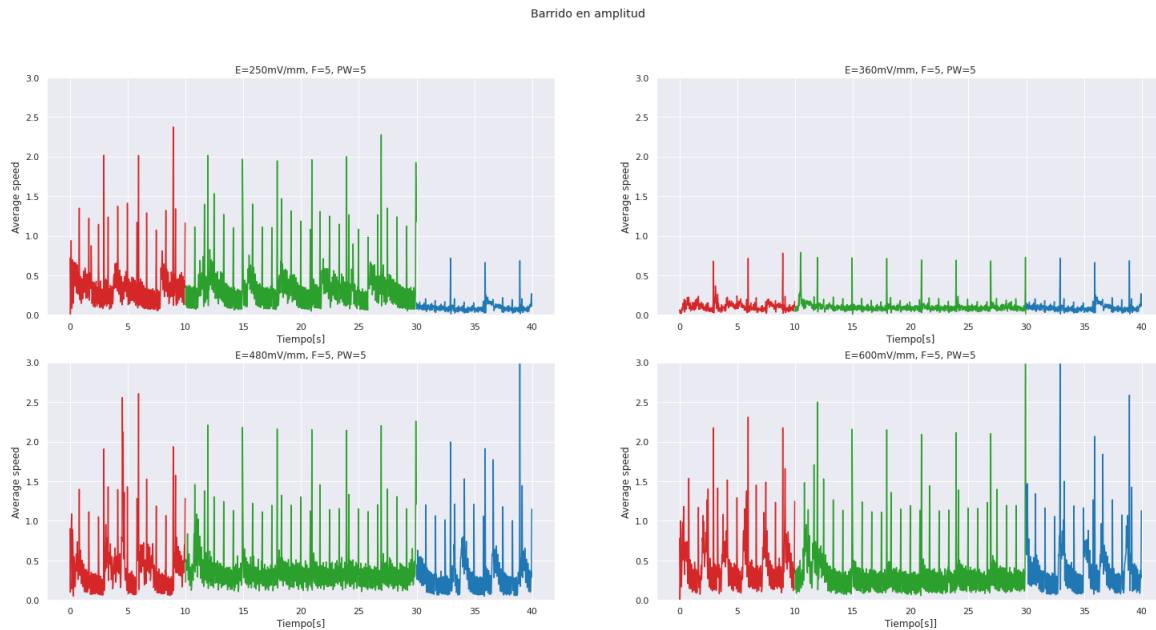 Barrido en amplitud
E=250mV/mm, F=5, PW=5
3.0
2.5
2.0
1.5
1.0
0.5
0.0
Average speed
0 5 10 15 20 25 30 35 40
Tiempo[s]
E=360mV/mm, F=5, PW=5
3.0
2.5
2.0
1.5
1.0
0.5
0.0
Average speed
0 5 10 15 20 25 30 35 40
Tiempo[s]
E=480mV/mm, F=5, PW=5
3.0
2.5
2.0
1.5
1.0
0.5
0.0
Average speed
0 5 10 15 20 25 30 35 40
Tiempo[s]
E=600mV/mm, F=5, PW=5
3.0
2.5
2.0
1.5
1.0
0.5
0.0
Average speed
0 5 10 15 20 25 30 35 40
Tiempo[s]]